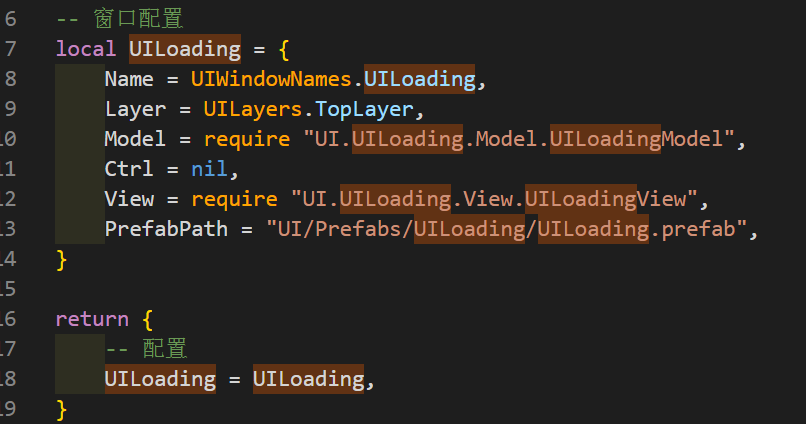 6 -- 窗口配置
7 local UILoading = {
8 Name = UIWindowNames.UILoading,
9 Layer = UILayers.TopLayer,
10 Model = require "UI.UILoading.Model.UILoadingModel",
11 Ctrl = nil,
12 View = require "UI.UILoading.View.UILoadingView",
13 PrefabPath = "UI/Prefabs/UILoading/UILoading.prefab",
14 }
15
16 return {
17 -- 配置
18 UILoading = UILoading,
19 }